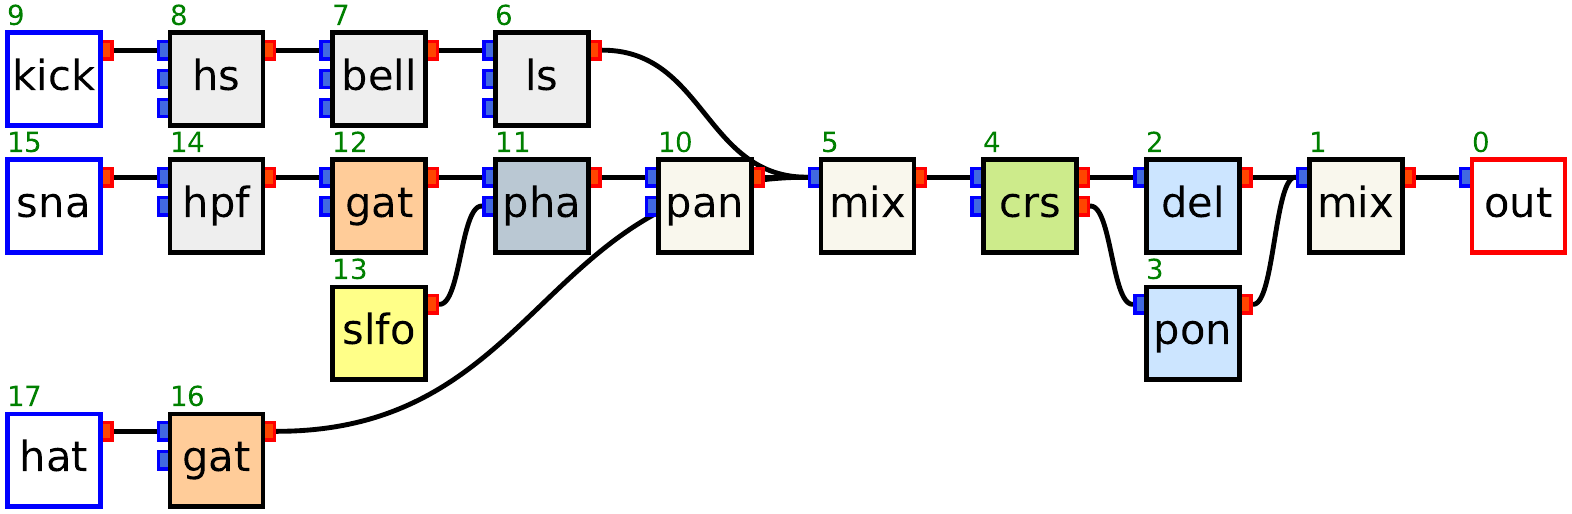 9 8 7 6
kick hs bell ls
15 14 12 11 10 5 4 2 1 0
sna hpf gat pha pan mix crs del mix out
13 3
slfo pon
17 16
hat gat